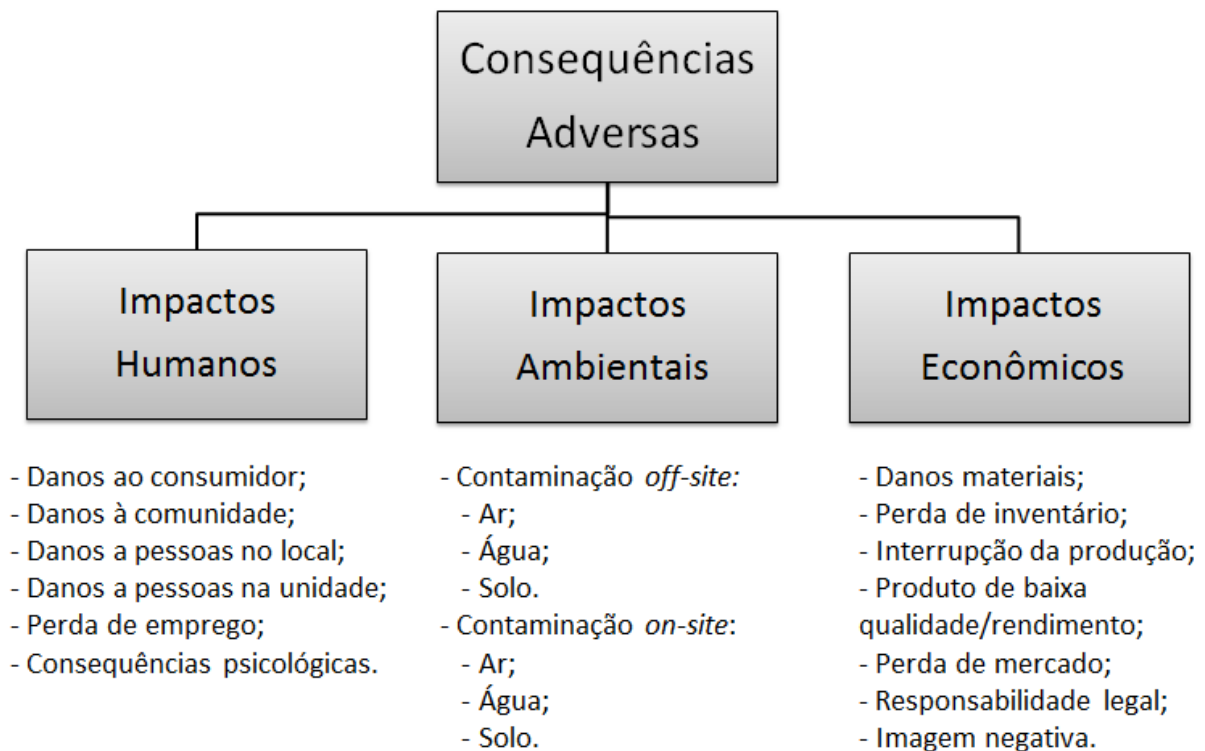 Consequências
Adversas
Impactos
Humanos
Impactos
Ambientais
Impactos
Econômicos
- Danos ao consumidor;
- Danos à comunidade;
- Danos a pessoas no local;
- Danos a pessoas na unidade;
- Perda de emprego;
- Consequências psicológicas.
- Contaminação off-site:
- Ar;
- Água;
- Solo.
- Contaminação on-site:
- Ar;
- Água;
- Solo.
- Danos materiais;
- Perda de inventário;
- Interrupção da produção;
- Produto de baixa
qualidade/rendimento;
- Perda de mercado;
- Responsabilidade legal;
- Imagem negativa.